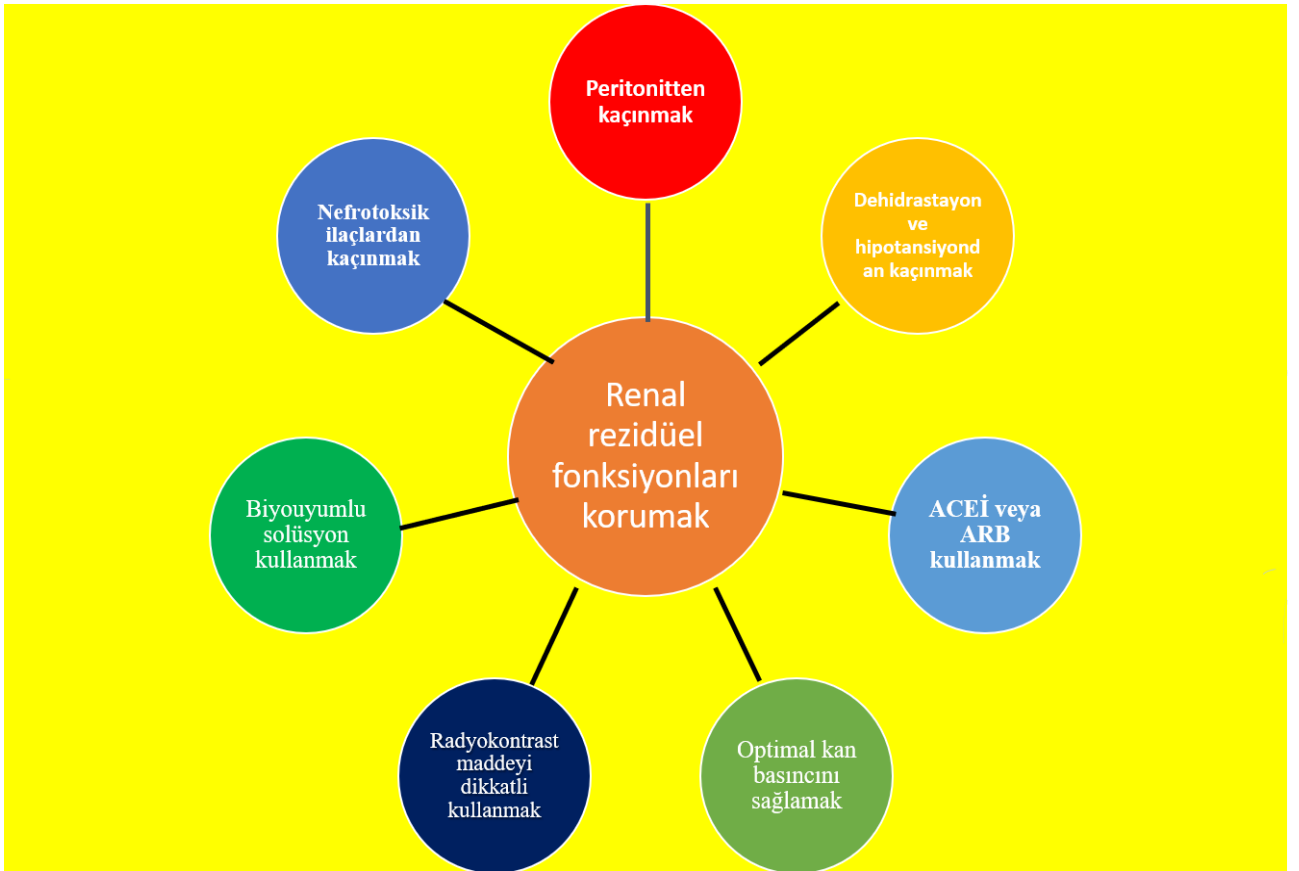 Peritonitten
kaçınmak
Dehidrastayon
ve
hipotansiyond
an kaçınmak
Nefrotoksik
ilaçlardan
kaçınmak
Renal
rezidüel
fonksiyonları
korumak
Biyouyumlu
solüsyon
kullanmak
ACEİ veya
ARB
kullanmak
Radyokontrast
maddeyi
dikkatli
kullanmak
Optimal kan
basıncını
sağlamak